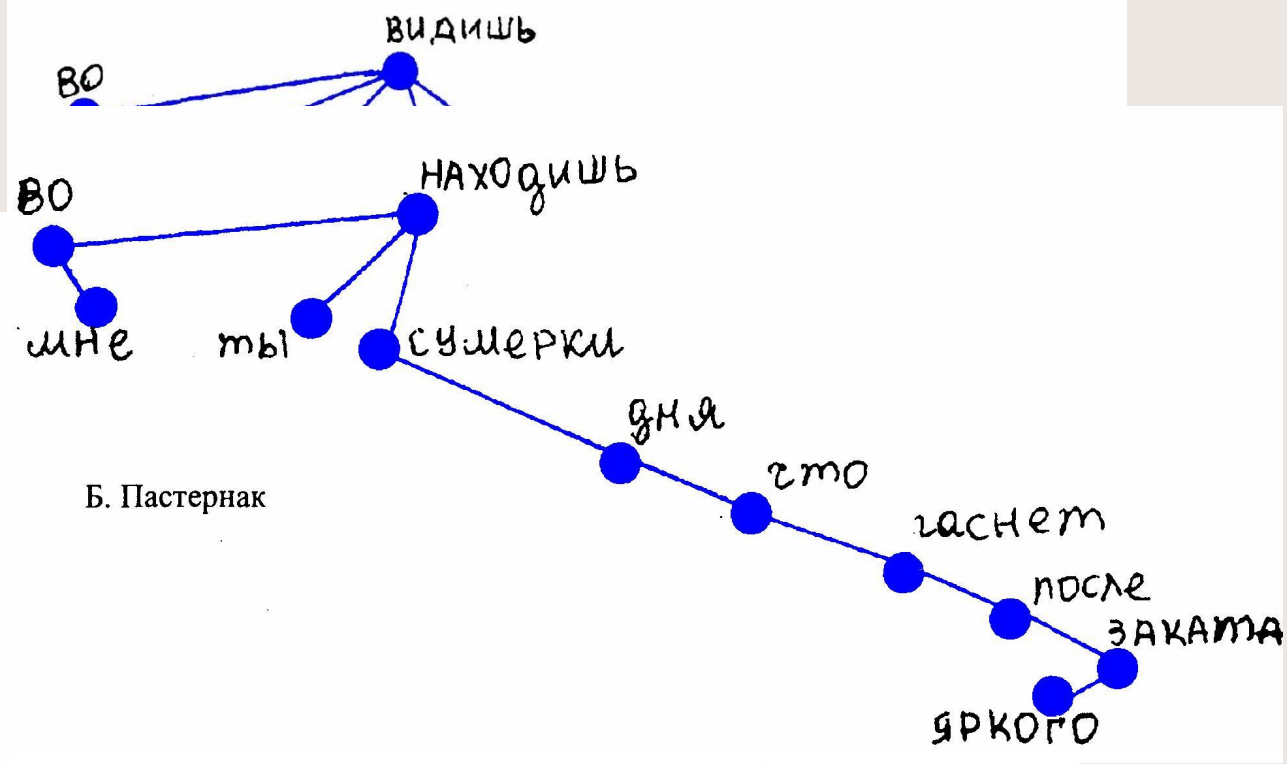 видишь
во
находишь
во
мне
ты
сумерки
дня
что
Б. Пастернак
гаснет
после
заката
яркого